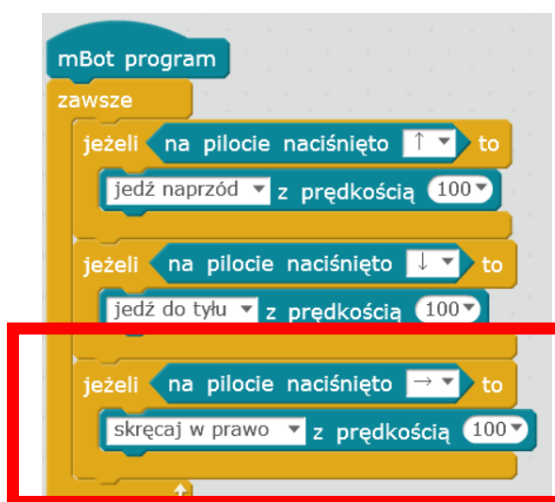 mBot program
zawsze
jeżeli na pilocie naciśnięto ↑ to
jedź naprzód z prędkością 100
jeżeli na pilocie naciśnięto ↓ to
jedź do tyłu z prędkością 100
jeżeli na pilocie naciśnięto → to
skręcaj w prawo z prędkością 100